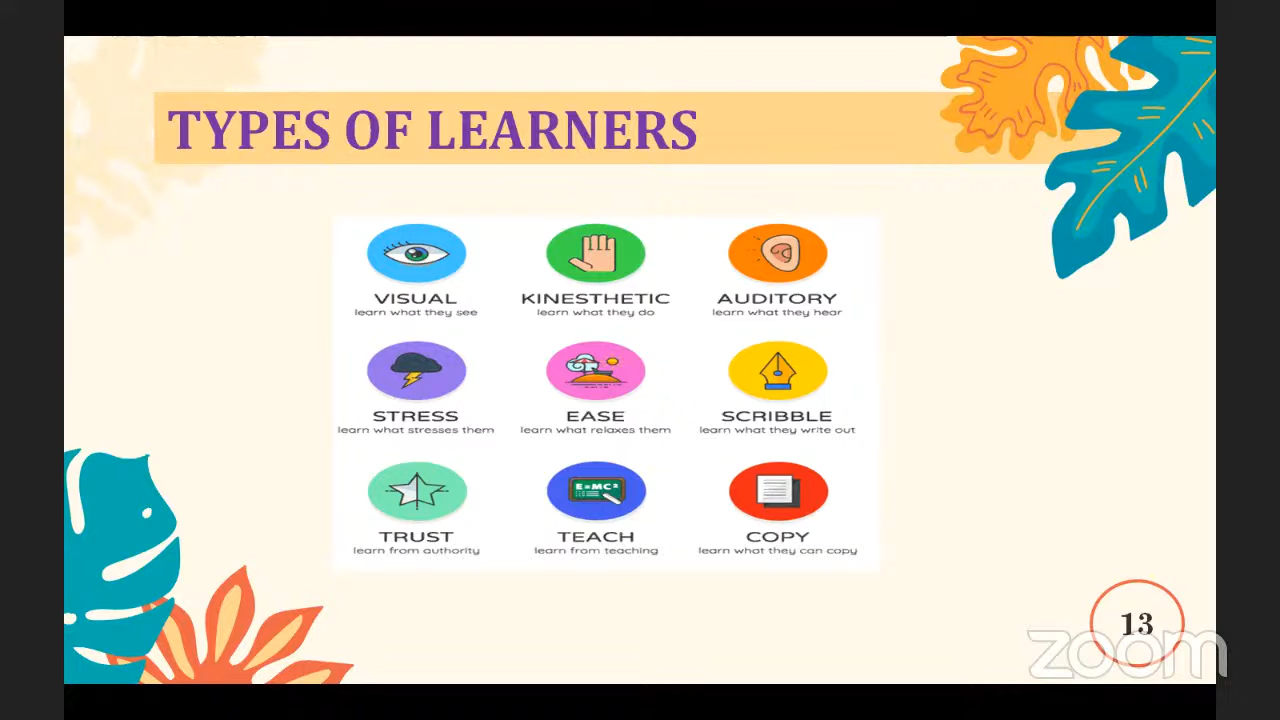 TYPES OF LEARNERS
VISUAL KINESTHETIC AUDITORY
learn what they see learn what they do learn what they hear
STRESS EASE SCRIBBLE
learn what stresses them learn what relaxes them learn what they write out
E=MC²
TRUST TEACH COPY
learn from authority learn from teaching learn what they can copy
13
zoom